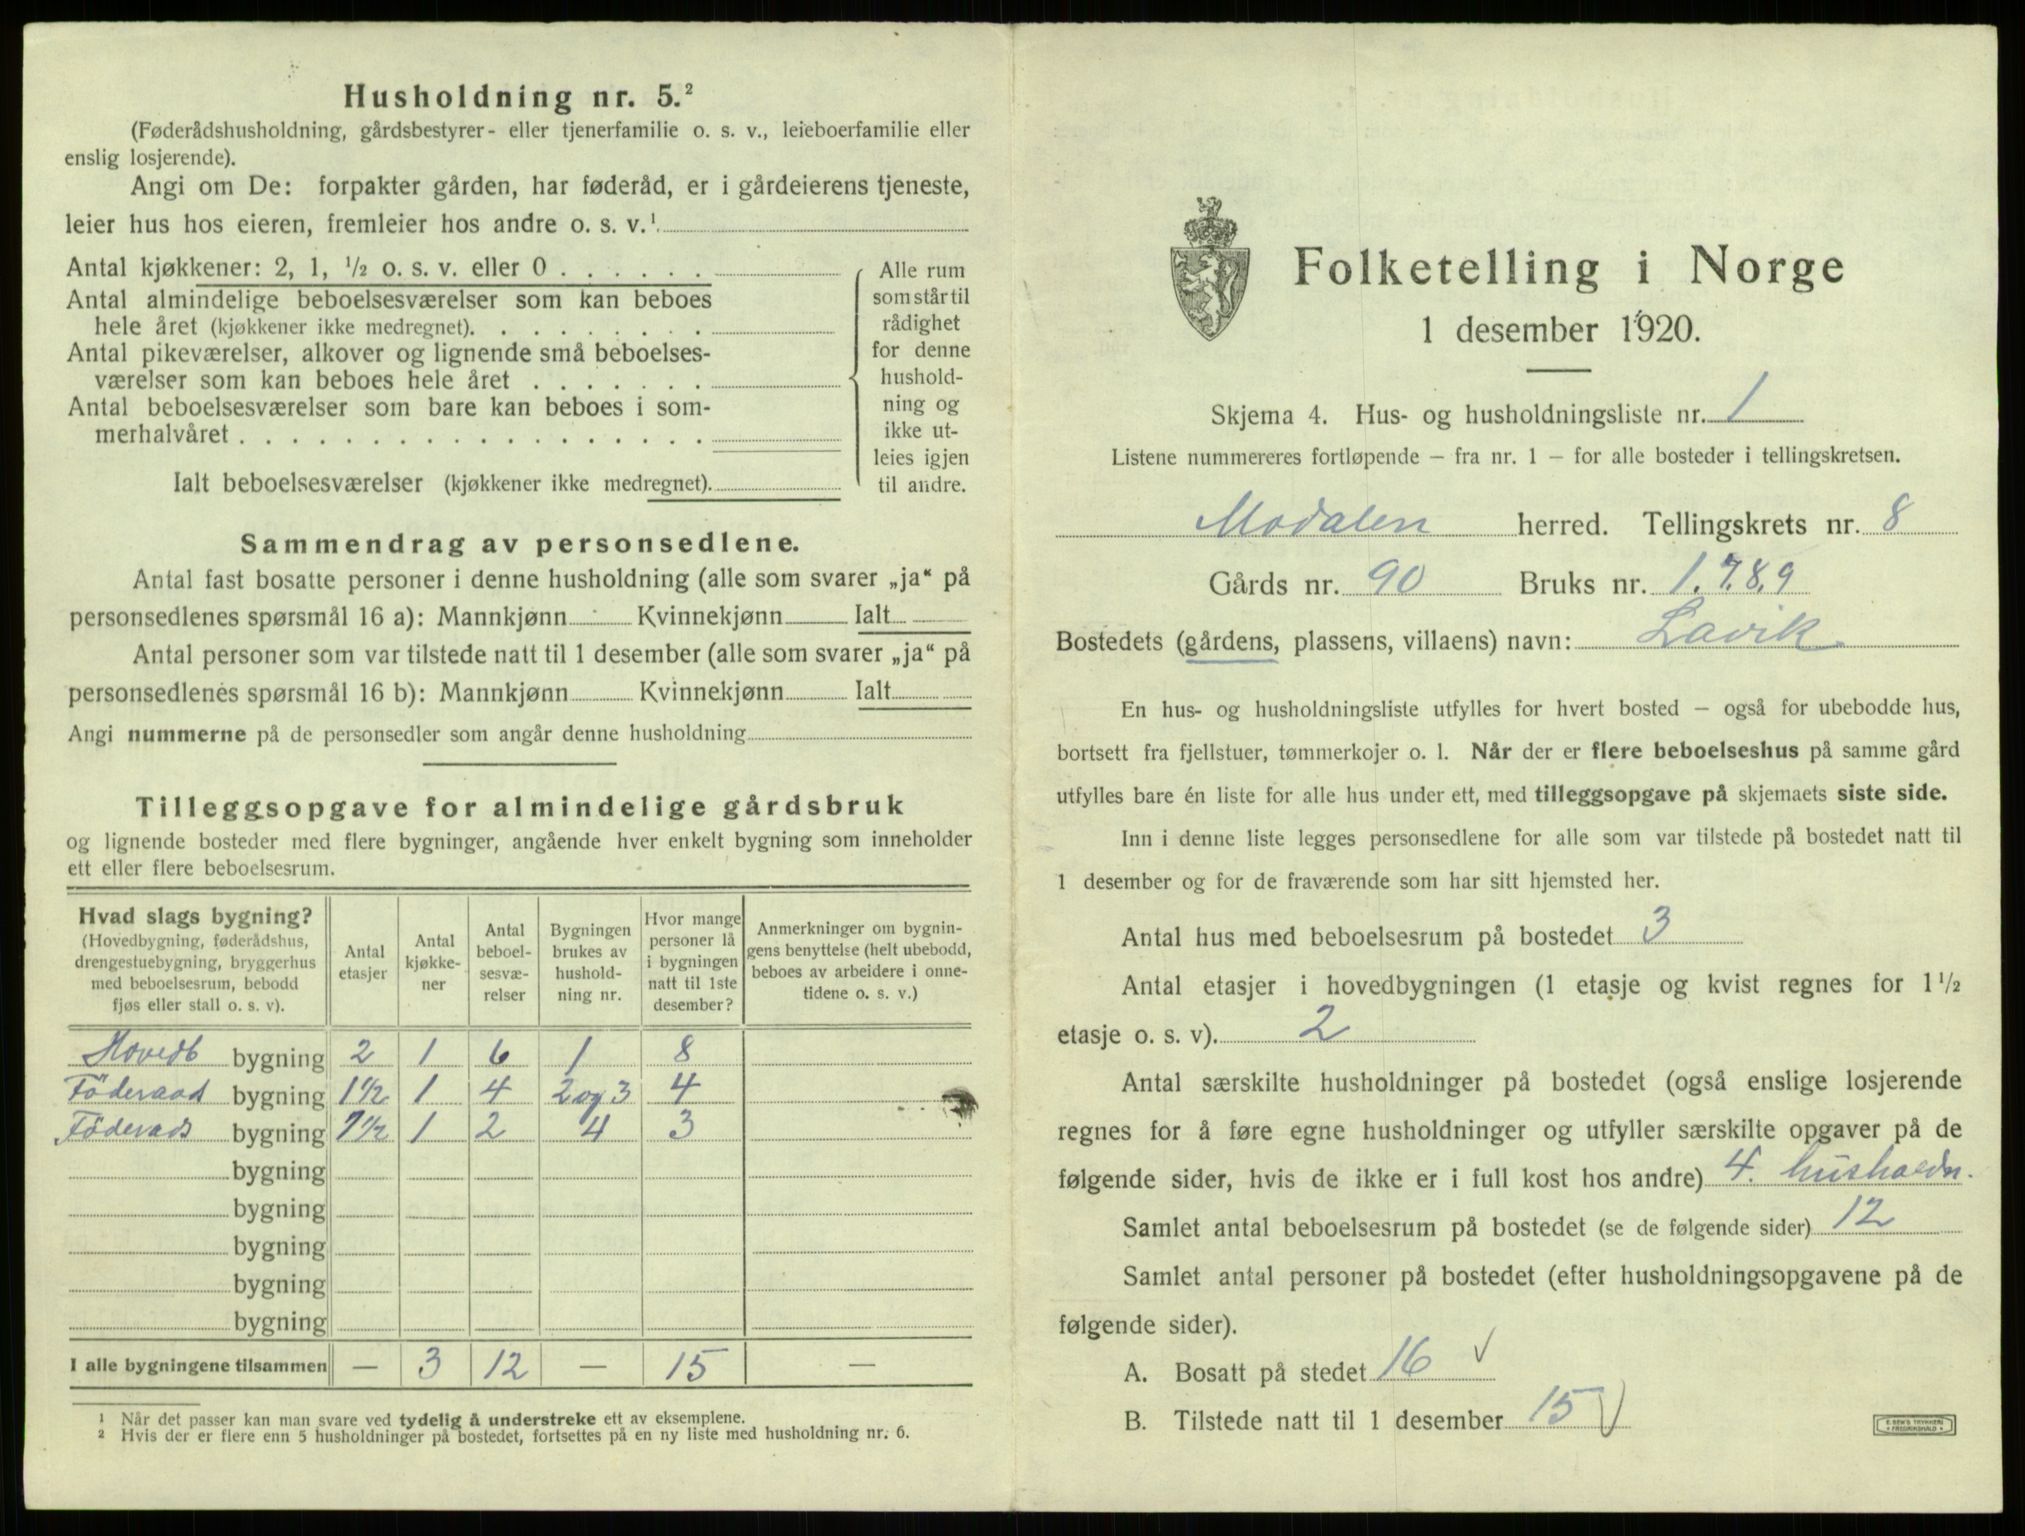 Husholdning nr. 5.²
(Føderådshusholdning, gårdsbestyrer- eller tjenerfamilie o. s. v., leieboerfamilie eller
enslig losjerende).
Angi om De: forpakter gården, har føderåd, er i gårdeierens tjeneste,
leier hus hos eieren, fremleier hos andre o. s. v.¹
Antal kjøkkener: 2, 1, ½ o. s. v. eller 0 . . . . . .
Antal almindelige beboelsesværelser som kan beboes
hele året (kjøkkener ikke medregnet). . . . . . . . .
Antal pikeværelser, alkover og lignende små beboelses-
værelser som kan beboes hele året . . . . . . .
Antal beboelsesværelser som bare kan beboes i som-
merhalvåret . . . . . . . . . . . . . . . . . .
Ialt beboelsesværelser (kjøkkener ikke medregnet).
Alle rum
som står til
rådighet
for denne
hushold-
ning og
ikke ut-
leies igjen
til andre.
Sammendrag av personsedlene.
Antal fast bosatte personer i denne husholdning (alle som svarer „ja“ på
personsedlenes spørsmål 16 a): Mannkjønn Kvinnekjønn Ialt
Antal personer som var tilstede natt til 1 desember (alle som svarer „ja“ på
personsedlenes spørsmål 16 b): Mannkjønn Kvinnekjønn Ialt
Angi nummerne på de personsedler som angår denne husholdning
Tilleggsopgave for almindelige gårdsbruk
og lignende bosteder med flere bygninger, angående hver enkelt bygning som inneholder
ett eller flere beboelsesrum.
Hvad slags bygning?
(Hovedbygning, føderådshus,
drengestuebygning, bryggerhus
med beboelsesrum, bebodd
fjøs eller stall o. s. v).
Antal
etasjer
Antal
kjøkke-
ner
Antal
beboel-
sesvæ-
relser
Bygningen
brukes av
hushold-
ning nr.
Hvor mange
personer lå
i bygningen
natt til 1ste
desember?
Anmerkninger om bygnin-
gens benyttelse (helt ubebodd,
beboes av arbeidere i onne-
tidene o. s. v.)
Hovedb bygning 2 1 6 1 8
Föderaad bygning 1 1/2 1 4 2 og 3 4
Föderads bygning 1 1/2 1 2 4 3
bygning
bygning
bygning
bygning
bygning
I alle bygningene tilsammen — 3 12 — 15 —
¹ Når det passer kan man svare ved tydelig å understreke ett av eksemplene.
² Hvis der er flere enn 5 husholdninger på bostedet, fortsettes på en ny liste med husholdning nr. 6.
Folketelling i Norge
1 desember 1920.
Skjema 4. Hus- og husholdningsliste nr. 1
Listene nummereres fortløpende – fra nr. 1 – for alle bosteder i tellingskretsen.
Modalen herred. Tellingskrets nr. 8
Gårds nr. 90 Bruks nr. 1.7.8.9
Bostedets (gårdens, plassens, villaens) navn: Lavik
En hus- og husholdningsliste utfylles for hvert bosted – også for ubebodde hus,
bortsett fra fjellstuer, tømmerkojer o. l. Når der er flere beboelseshus på samme gård
utfylles bare én liste for alle hus under ett, med tilleggsopgave på skjemaets siste side.
Inn i denne liste legges personsedlene for alle som var tilstede på bostedet natt til
1 desember og for de fraværende som har sitt hjemsted her.
Antal hus med beboelsesrum på bostedet 3
Antal etasjer i hovedbygningen (1 etasje og kvist regnes for 1½
etasje o. s. v). 2
Antal særskilte husholdninger på bostedet (også enslige losjerende
regnes for å føre egne husholdninger og utfyller særskilte opgaver på de
følgende sider, hvis de ikke er i full kost hos andre) 4. husholdn.
Samlet antal beboelsesrum på bostedet (se de følgende sider) 12
Samlet antal personer på bostedet (efter husholdningsopgavene på de
følgende sider).
A. Bosatt på stedet 16 √
B. Tilstede natt til 1 desember 15 √
E. SEM'S TRYKKERI
FREDRIKSHALD